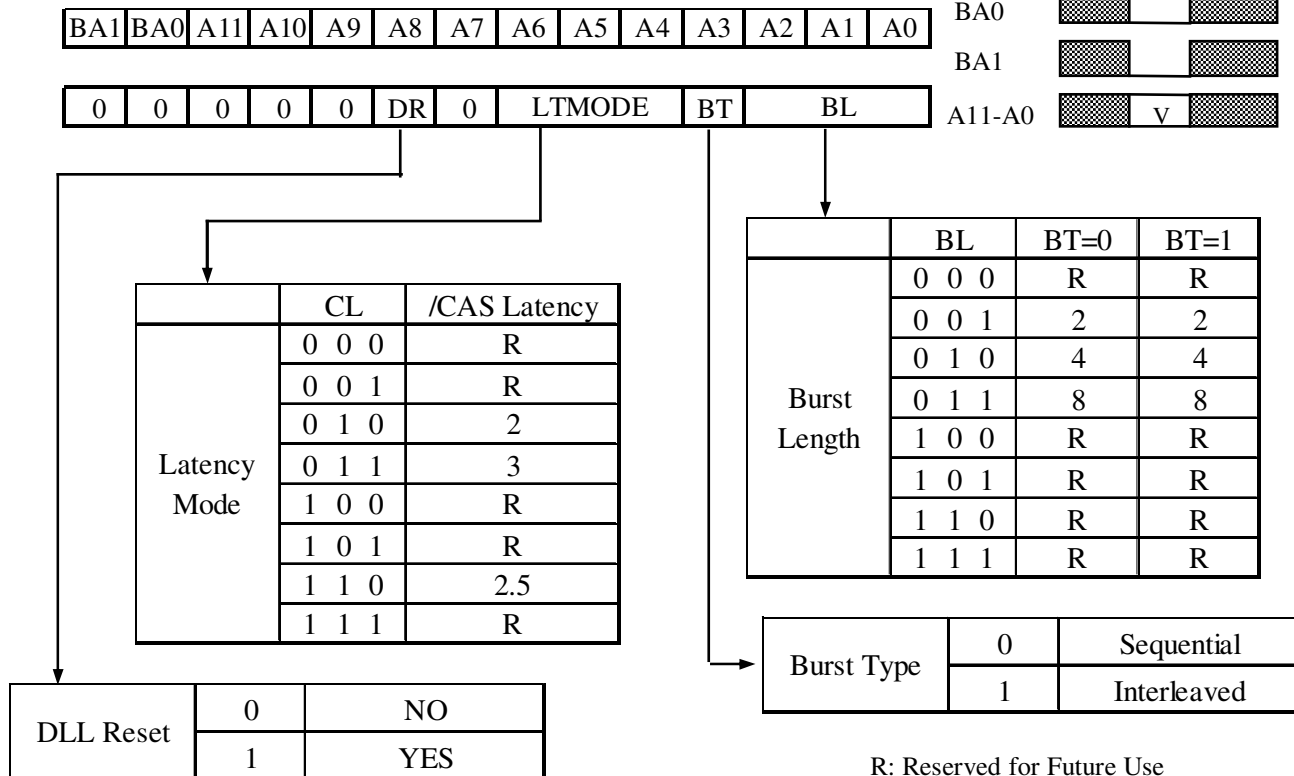 BA0
BA1 BA0 A11 A10 A9 A8 A7 A6 A5 A4 A3 A2 A1 A0
BA1
0 0 0 0 0 DR 0 LTMODE BT BL
A11-A0 V
BL BT=0 BT=1
0 0 0 R R
0 0 1 2 2
0 1 0 4 4
0 1 1 8 8
1 0 0 R R
1 0 1 R R
1 1 0 R R
1 1 1 R R
Burst
Length
CL /CAS Latency
0 0 0 R
0 0 1 R
0 1 0 2
0 1 1 3
1 0 0 R
1 0 1 R
1 1 0 2.5
1 1 1 R
Latency
Mode
Burst Type
0 Sequential
1 Interleaved
DLL Reset
0 NO
1 YES
R: Reserved for Future Use